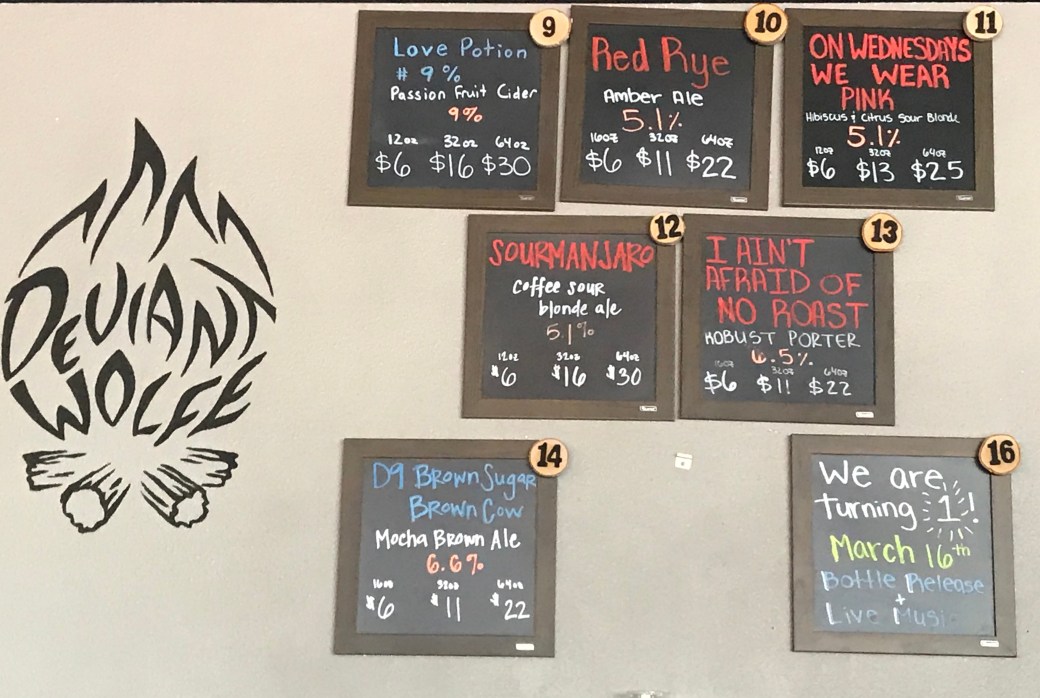 DEVIANT
WOLFE
9
Love Potion
# 9%
Passion Fruit Cider
9%
12oz 32oz 64oz
$6 $16 $30
10
Red Rye
Amber Ale
5.1%
16oz 32oz 64oz
$6 $11 $22
11
ON WEDNESDAYS
WE WEAR
PINK
Hibiscus & Citrus Sour Blonde
5.1%
12oz 32oz 64oz
$6 $13 $25
12
SOURMANJARO
Coffee sour
blonde ale
5.1%
12oz 32oz 64oz
$6 $16 $30
13
I AIN'T
AFRAID OF
NO ROAST
ROBUST PORTER
6.5%
16oz 32oz 64oz
$6 $11 $22
14
D9 Brown Sugar
Brown Cow
Mocha Brown Ale
6.6%
16oz 32oz 64oz
$6 $11 $22
16
We are
turning 1!
March 16th
Bottle Release
+
Live Music